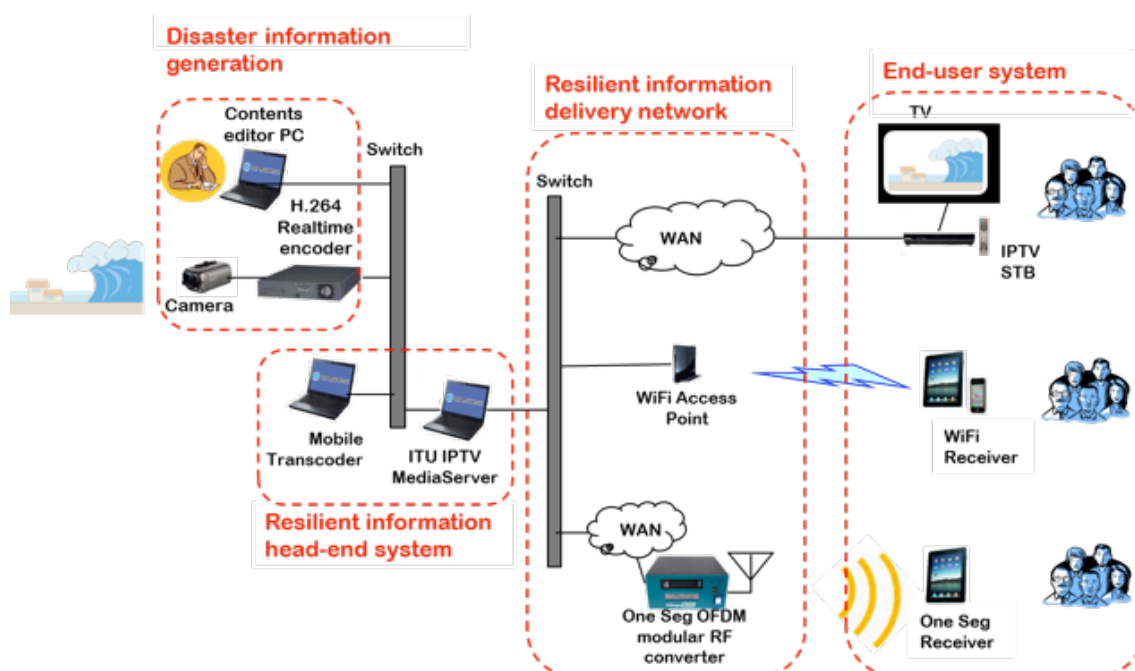 Disaster information
generation
Contents
editor PC
Switch
H.264
Realtime
encoder
Camera
Mobile
Transcoder
ITU IPTV
MediaServer
Resilient information
head-end system
Resilient information
delivery network
Switch
WAN
WiFi Access
Point
WAN
One Seg OFDM
modular RF
converter
End-user system
TV
IPTV
STB
WiFi
Receiver
One Seg
Receiver